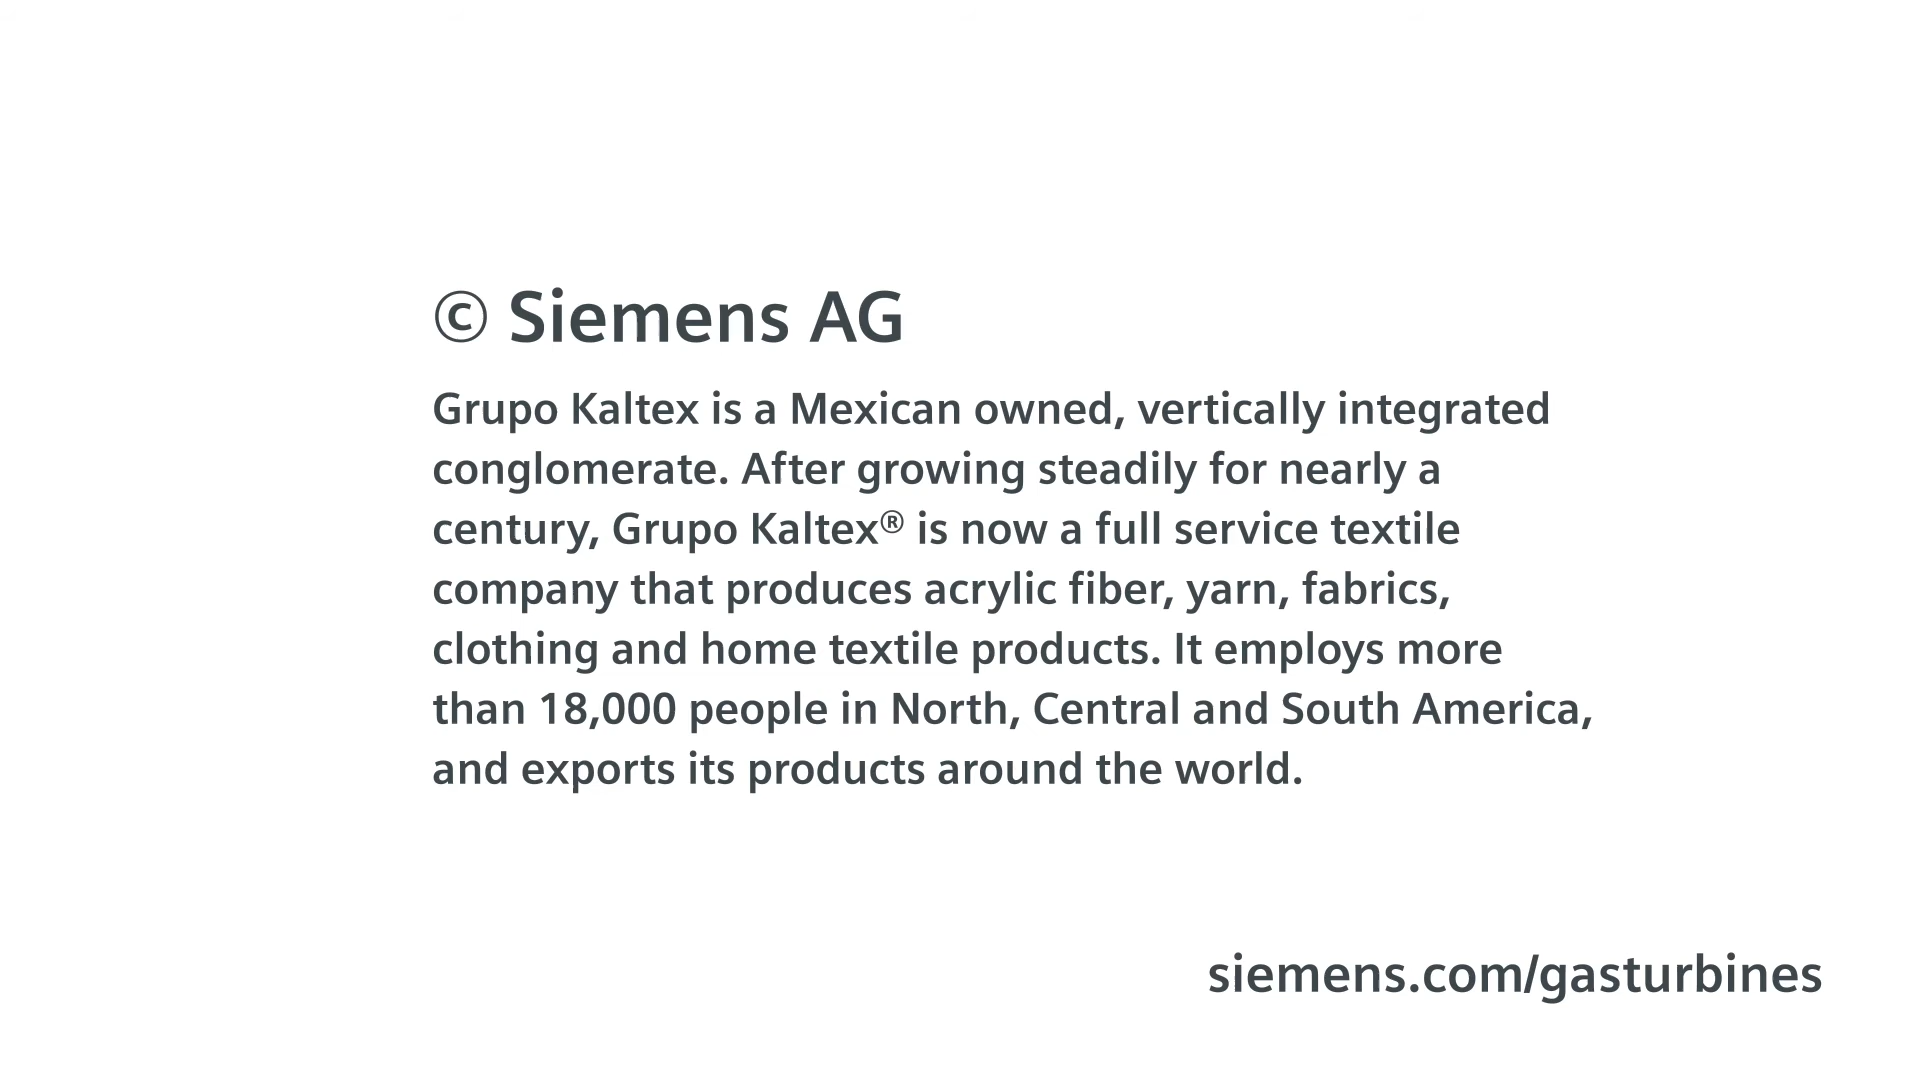 © Siemens AG
Grupo Kaltex is a Mexican owned, vertically integrated
conglomerate. After growing steadily for nearly a
century, Grupo Kaltex® is now a full service textile
company that produces acrylic fiber, yarn, fabrics,
clothing and home textile products. It employs more
than 18,000 people in North, Central and South America,
and exports its products around the world.
siemens.com/gasturbines